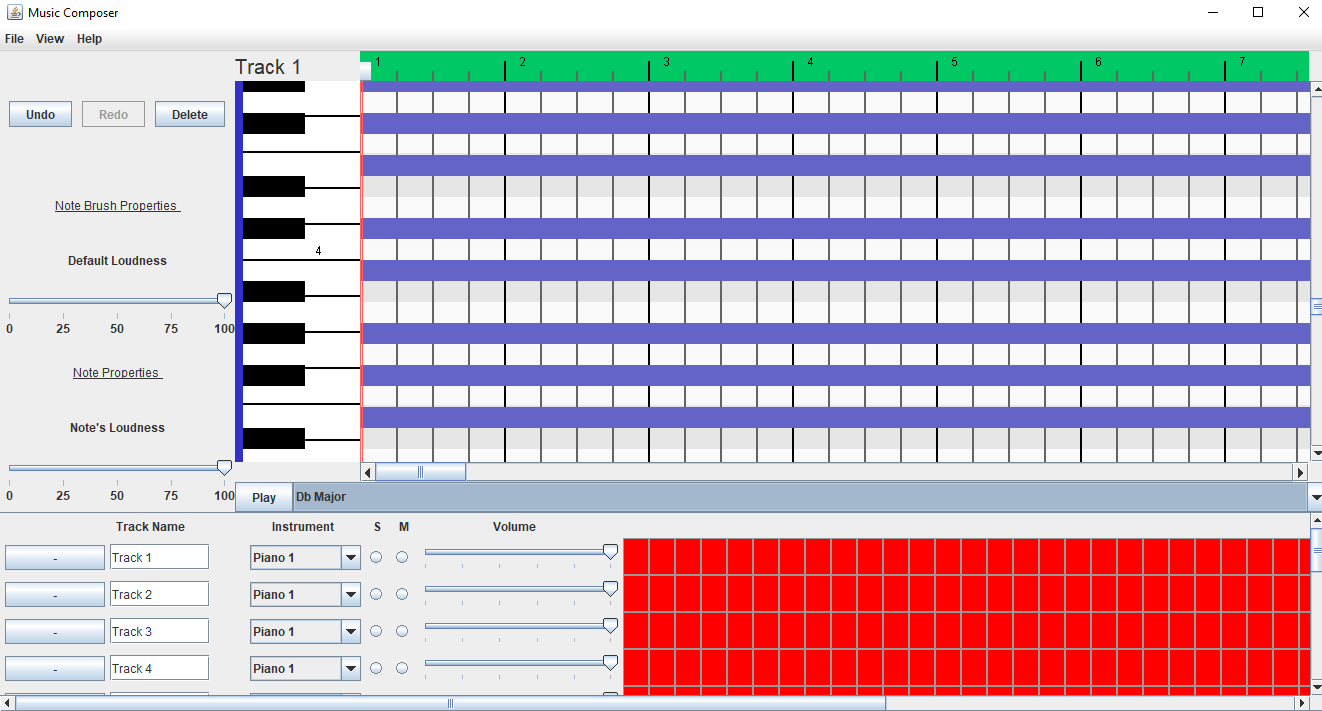 Music Composer
File View Help
Track 1
1 2 3 4 5 6 7
Undo Redo Delete
Note Brush Properties
4
Default Loudness
0 25 50 75 100
Note Properties
Note's Loudness
0 25 50 75 100
Play Db Major
Track Name Instrument S M Volume
- Track 1 Piano 1
- Track 2 Piano 1
- Track 3 Piano 1
- Track 4 Piano 1